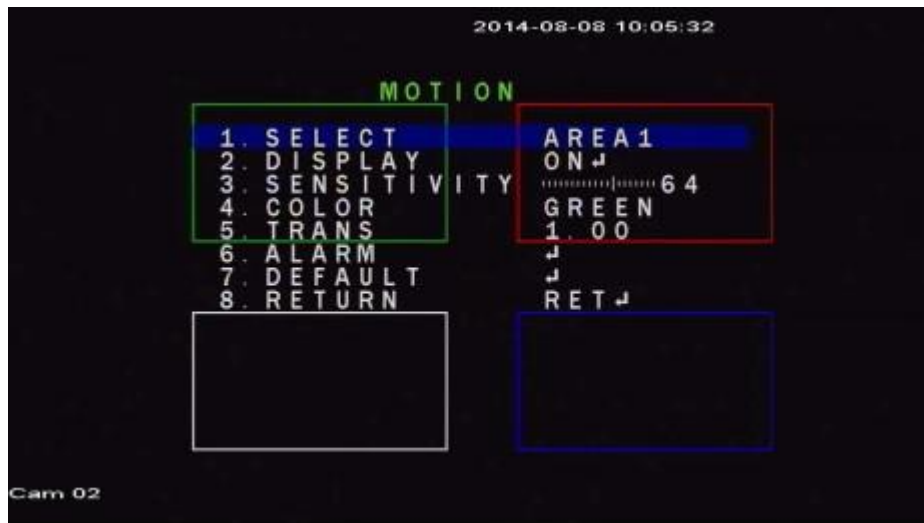 2014-08-08 10:05:32
MOTION
1. SELECT AREA1
2. DISPLAY ON↲
3. SENSITIVITY 64
4. COLOR GREEN
5. TRANS 1.00
6. ALARM ↲
7. DEFAULT ↲
8. RETURN RET↲
Cam 02